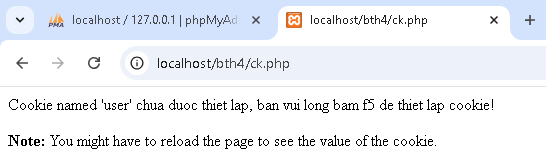 localhost / 127.0.0.1 | phpMyAd
localhost/bth4/ck.php
localhost/bth4/ck.php
Cookie named 'user' chua duoc thiet lap, ban vui long bam f5 de thiet lap cookie!
Note: You might have to reload the page to see the value of the cookie.